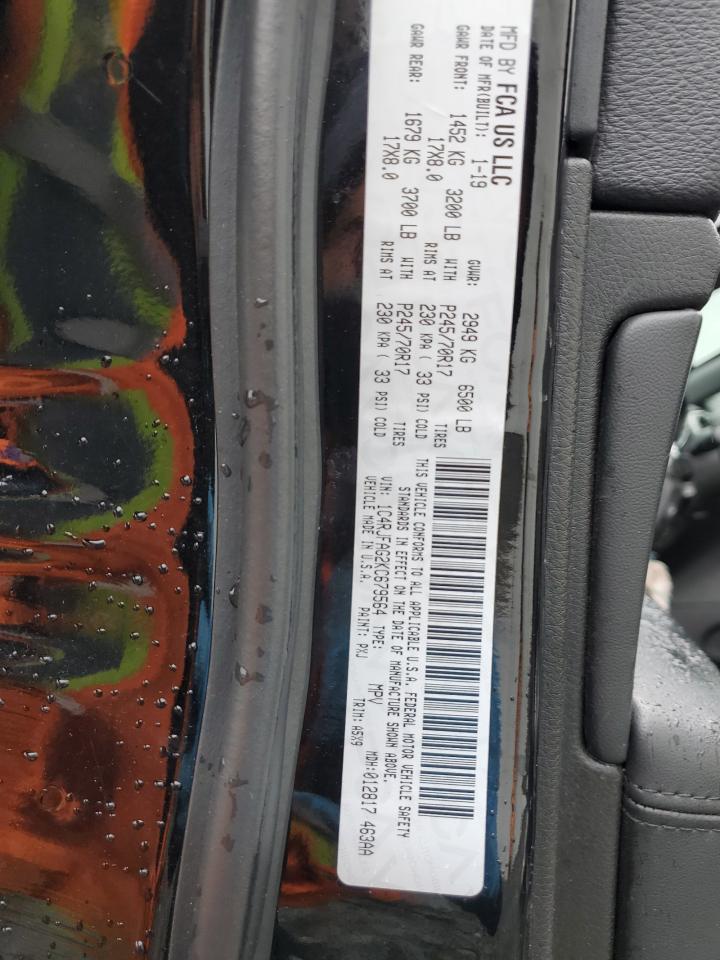 MFD BY FCA US LLC
DATE OF MFR(BUILT): 1-19 GVWR: 2949 KG 6500 LB
GAWR FRONT: 1452 KG 3200 LB WITH P245/70R17 TIRES
17X8.0 RIMS AT 230 KPA ( 33 PSI) COLD
GAWR REAR: 1679 KG 3700 LB WITH P245/70R17 TIRES
17X8.0 RIMS AT 230 KPA ( 33 PSI) COLD
THIS VEHICLE CONFORMS TO ALL APPLICABLE U.S.A. FEDERAL MOTOR VEHICLE SAFETY
STANDARDS IN EFFECT ON THE DATE OF MANUFACTURE SHOWN ABOVE.
VIN: 1C4RJFAG2KC679564 TYPE: MPV MDH:012817 463AA
VEHICLE MADE IN U.S.A. PAINT: PXJ TRIM: A5X9